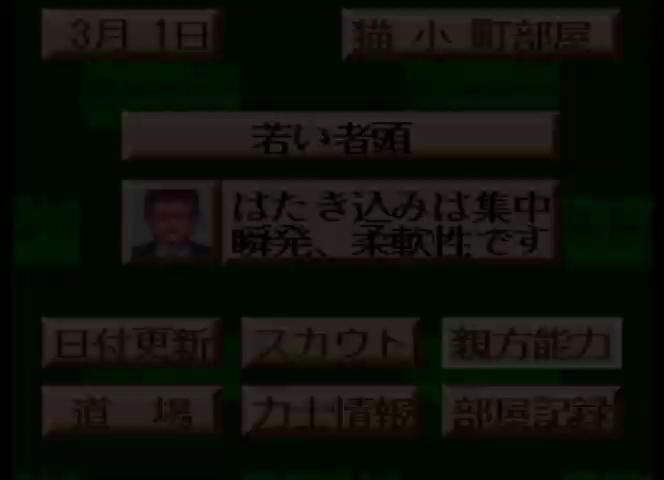 3月 1日
猫 小 町部屋
若い者頭
はたき込みは集中
瞬発、柔軟性です
日付更新
スカウト
親方能力
道 場
力士情報
部屋記録